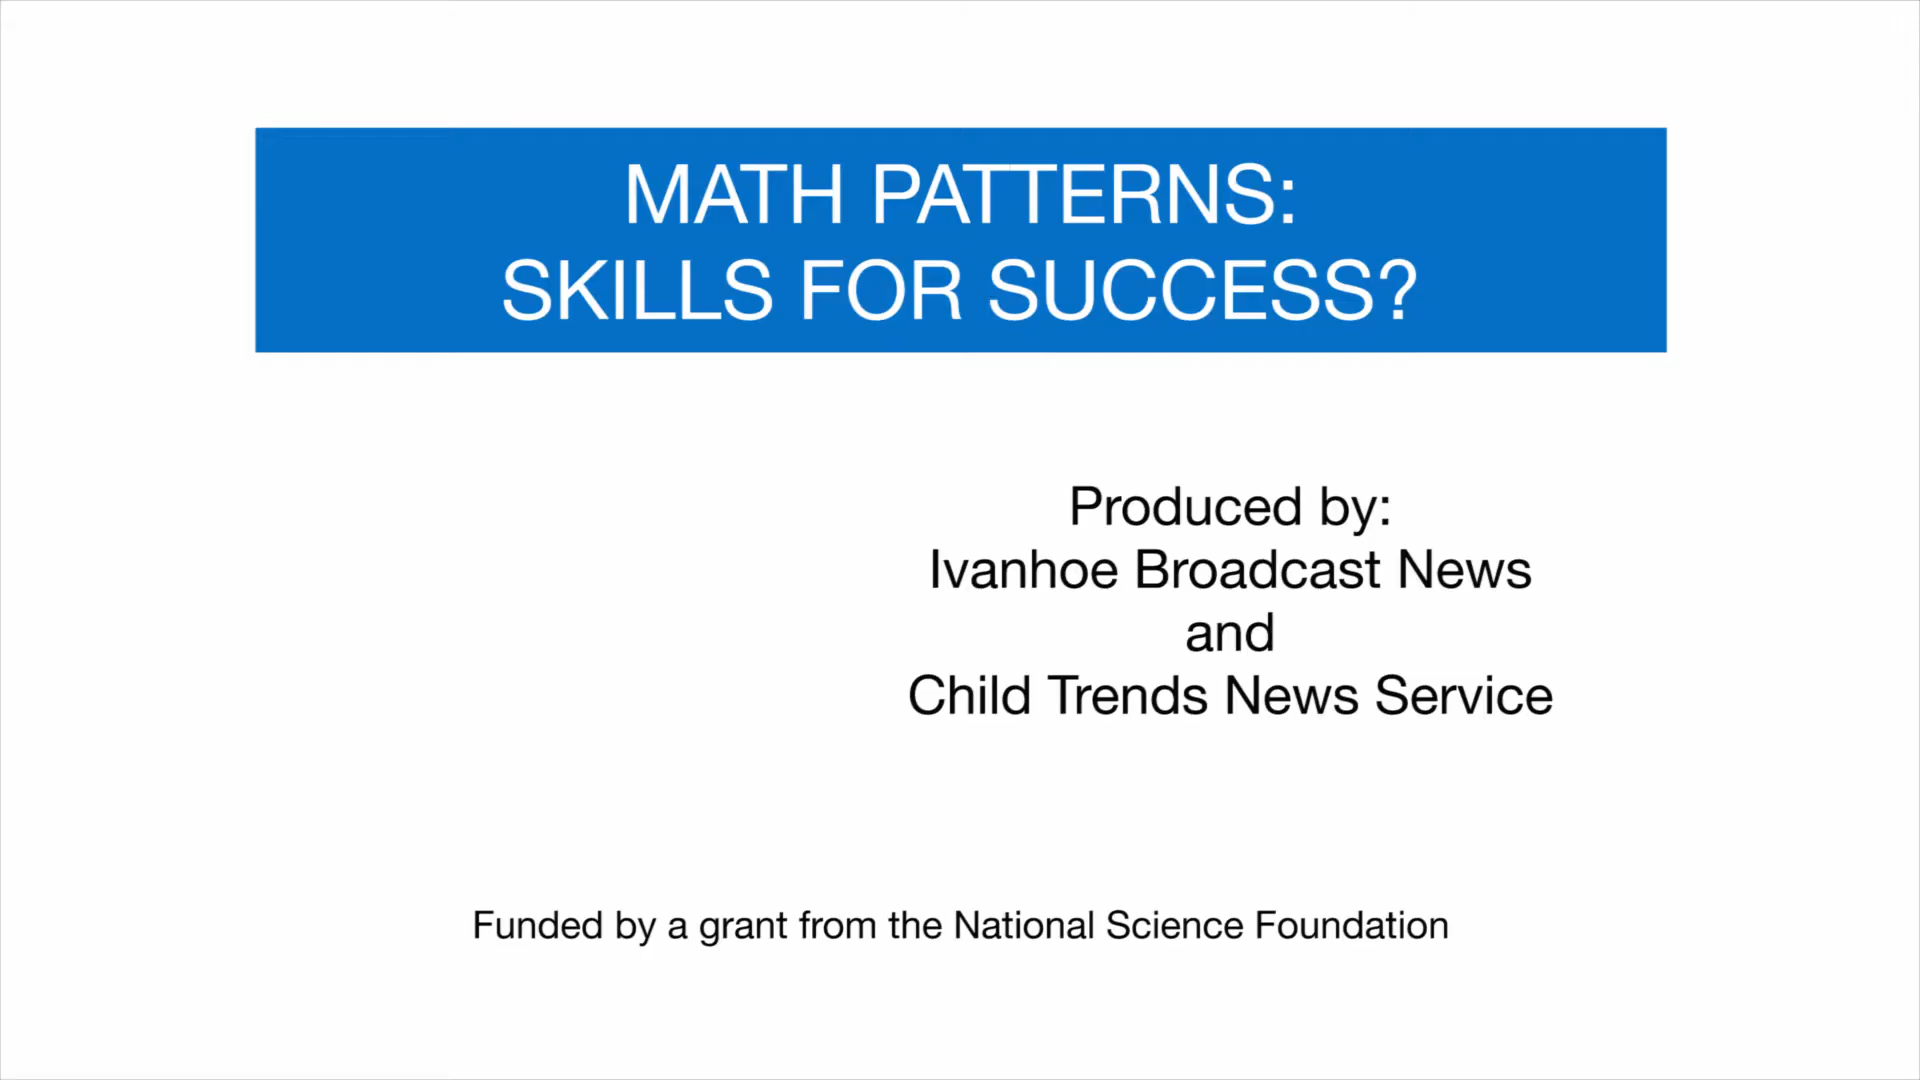 MATH PATTERNS:
SKILLS FOR SUCCESS?
Produced by:
Ivanhoe Broadcast News
and
Child Trends News Service
Funded by a grant from the National Science Foundation